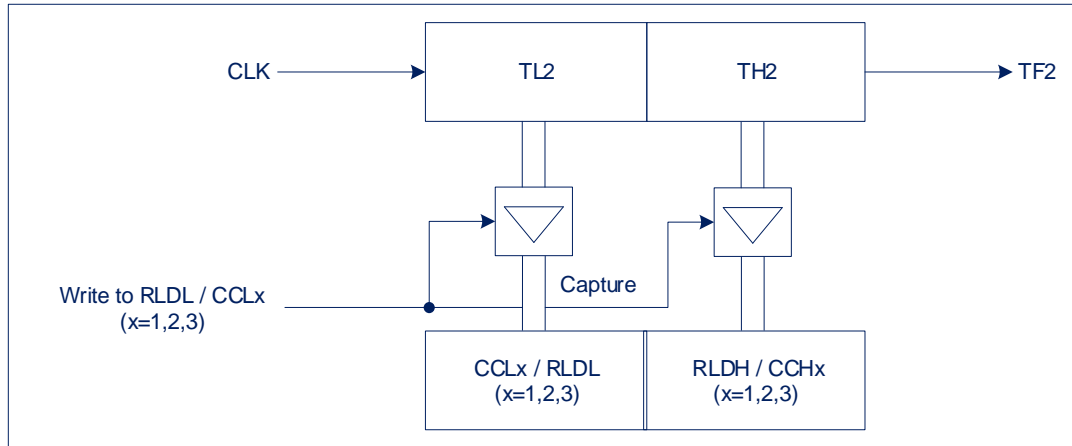 CLK
TL2
TH2
TF2
Capture
Write to RLDL / CCLx
(x=1,2,3)
CCLx / RLDL
(x=1,2,3)
RLDH / CCHx
(x=1,2,3)